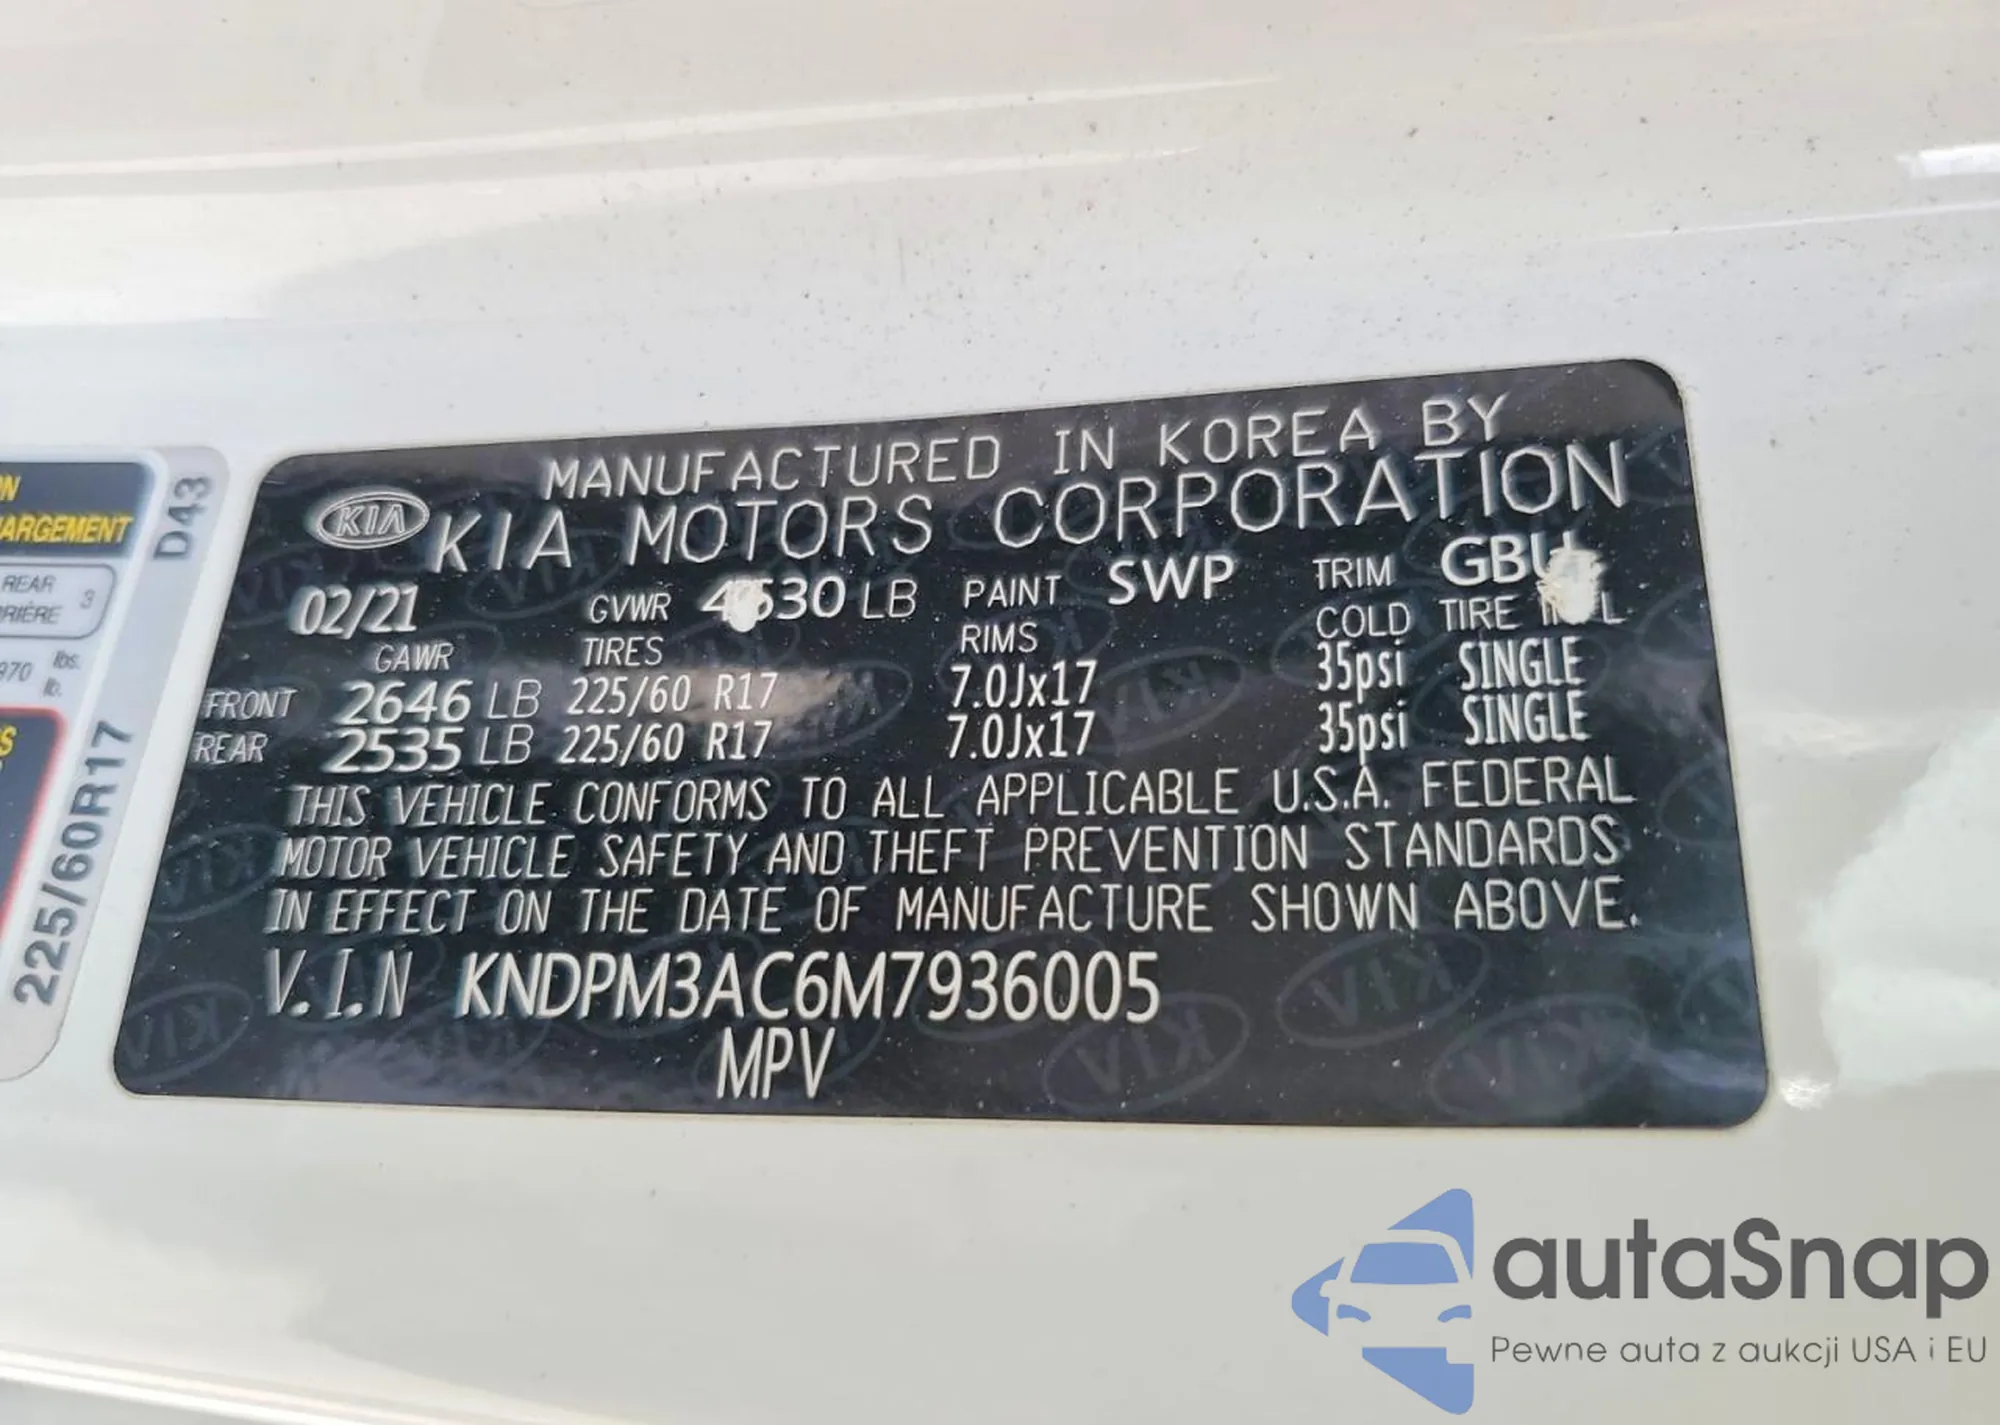 MANUFACTURED IN KOREA BY
KIA KIA MOTORS CORPORATION
02/21 GVWR LB PAINT SWP TRIM
GAWR TIRES RIMS COLD TIRE
FRONT 2646 LB 225/60 R17 7.0Jx17 35psi SINGLE
REAR 2535 LB 225/60 R17 7.0Jx17 35psi SINGLE
THIS VEHICLE CONFORMS TO ALL APPLICABLE U.S.A. FEDERAL
MOTOR VEHICLE SAFETY AND THEFT PREVENTION STANDARDS
IN EFFECT ON THE DATE OF MANUFACTURE SHOWN ABOVE.
V.I.N KNDPM3AC6M7936005
MPV
REAR 3
lbs.
lb.
D43
225/60R17
autaSnap
Pewne auta z aukcji USA i EU